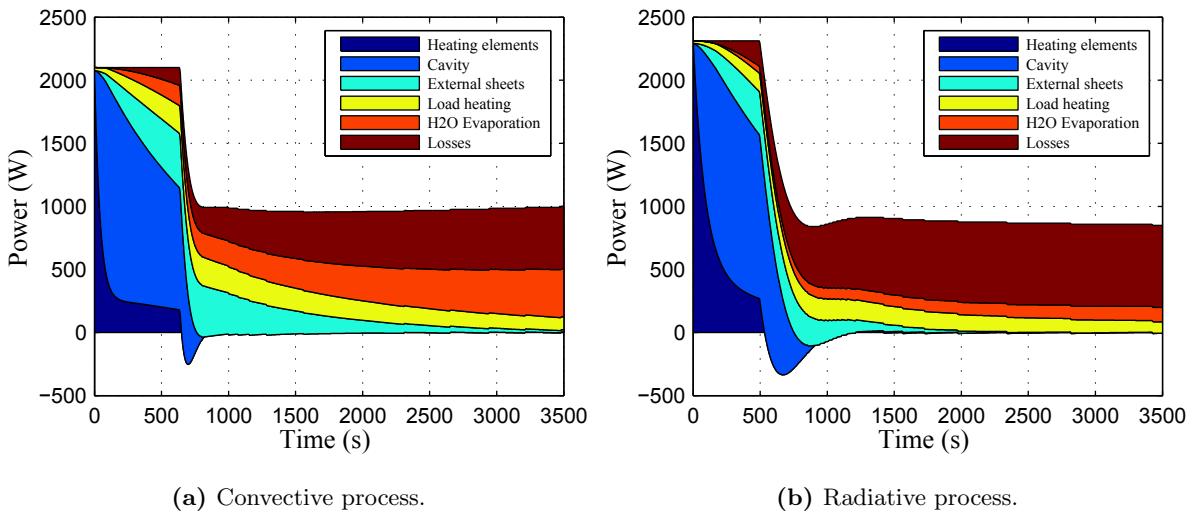 2500
2000
1500
1000
500
0
−500
Power (W)
0 500 1000 1500 2000 2500 3000 3500
Time (s)
Heating elements
Cavity
External sheets
Load heating
H2O Evaporation
Losses
(a) Convective process.
2500
2000
1500
1000
500
0
−500
Power (W)
0 500 1000 1500 2000 2500 3000 3500
Time (s)
Heating elements
Cavity
External sheets
Load heating
H2O Evaporation
Losses
(b) Radiative process.